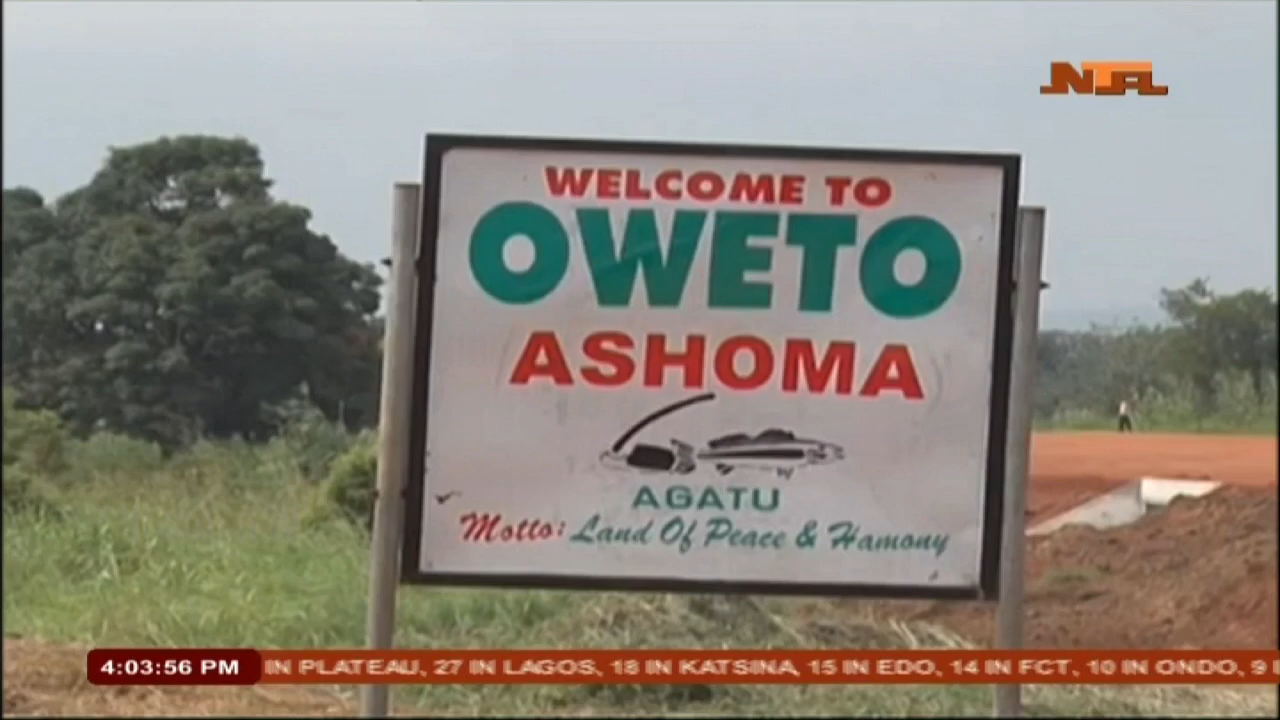 NTA
WELCOME TO
OWETO
ASHOMA
AGATU
Motto: Land Of Peace & Hamony
4:03:56 PM
IN PLATEAU, 27 IN LAGOS, 18 IN KATSINA, 15 IN EDO, 14 IN FCT, 10 IN ONDO, 9